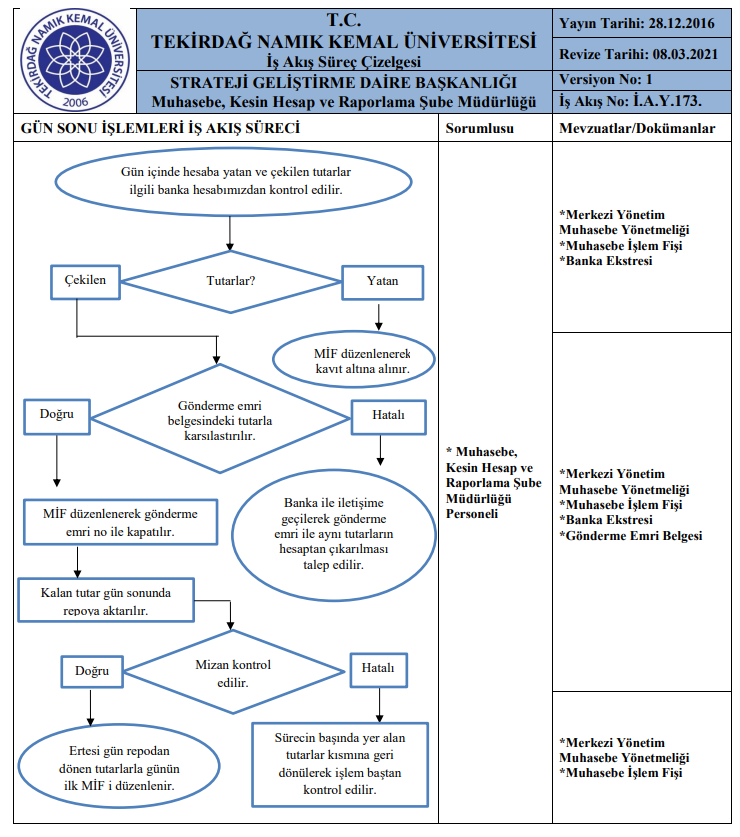 TEKİRDAĞ NAMIK KEMAL ÜNİVERSİTESİ
2006
T.C.
TEKİRDAĞ NAMIK KEMAL ÜNİVERSİTESİ
İş Akış Süreç Çizelgesi
STRATEJİ GELİŞTİRME DAİRE BAŞKANLIĞI
Muhasebe, Kesin Hesap ve Raporlama Şube Müdürlüğü
Yayın Tarihi: 28.12.2016
Revize Tarihi: 08.03.2021
Versiyon No: 1
İş Akış No: İ.A.Y.173.
GÜN SONU İŞLEMLERİ İŞ AKIŞ SÜRECİ
Sorumlusu
Mevzuatlar/Dokümanlar
Gün içinde hesaba yatan ve çekilen tutarlar
ilgili banka hesabımızdan kontrol edilir.
Çekilen
Tutarlar?
Yatan
MİF düzenlenerek
kavıt altına alınır.
Doğru
Gönderme emri
belgesindeki tutarla
karsılastırılır.
Hatalı
MİF düzenlenerek gönderme
emri no ile kapatılır.
Banka ile iletişime
geçilerek gönderme
emri ile aynı tutarların
hesaptan çıkarılması
talep edilir.
Kalan tutar gün sonunda
repoya aktarılır.
Doğru
Mizan kontrol
edilir.
Hatalı
Ertesi gün repodan
dönen tutarlarla günün
ilk MİF i düzenlenir.
Sürecin başında yer alan
tutarlar kısmına geri
dönülerek işlem baştan
kontrol edilir.
* Muhasebe,
Kesin Hesap ve
Raporlama Şube
Müdürlüğü
Personeli
*Merkezi Yönetim
Muhasebe Yönetmeliği
*Muhasebe İşlem Fişi
*Banka Ekstresi
*Merkezi Yönetim
Muhasebe Yönetmeliği
*Muhasebe İşlem Fişi
*Banka Ekstresi
*Gönderme Emri Belgesi
*Merkezi Yönetim
Muhasebe Yönetmeliği
*Muhasebe İşlem Fişi